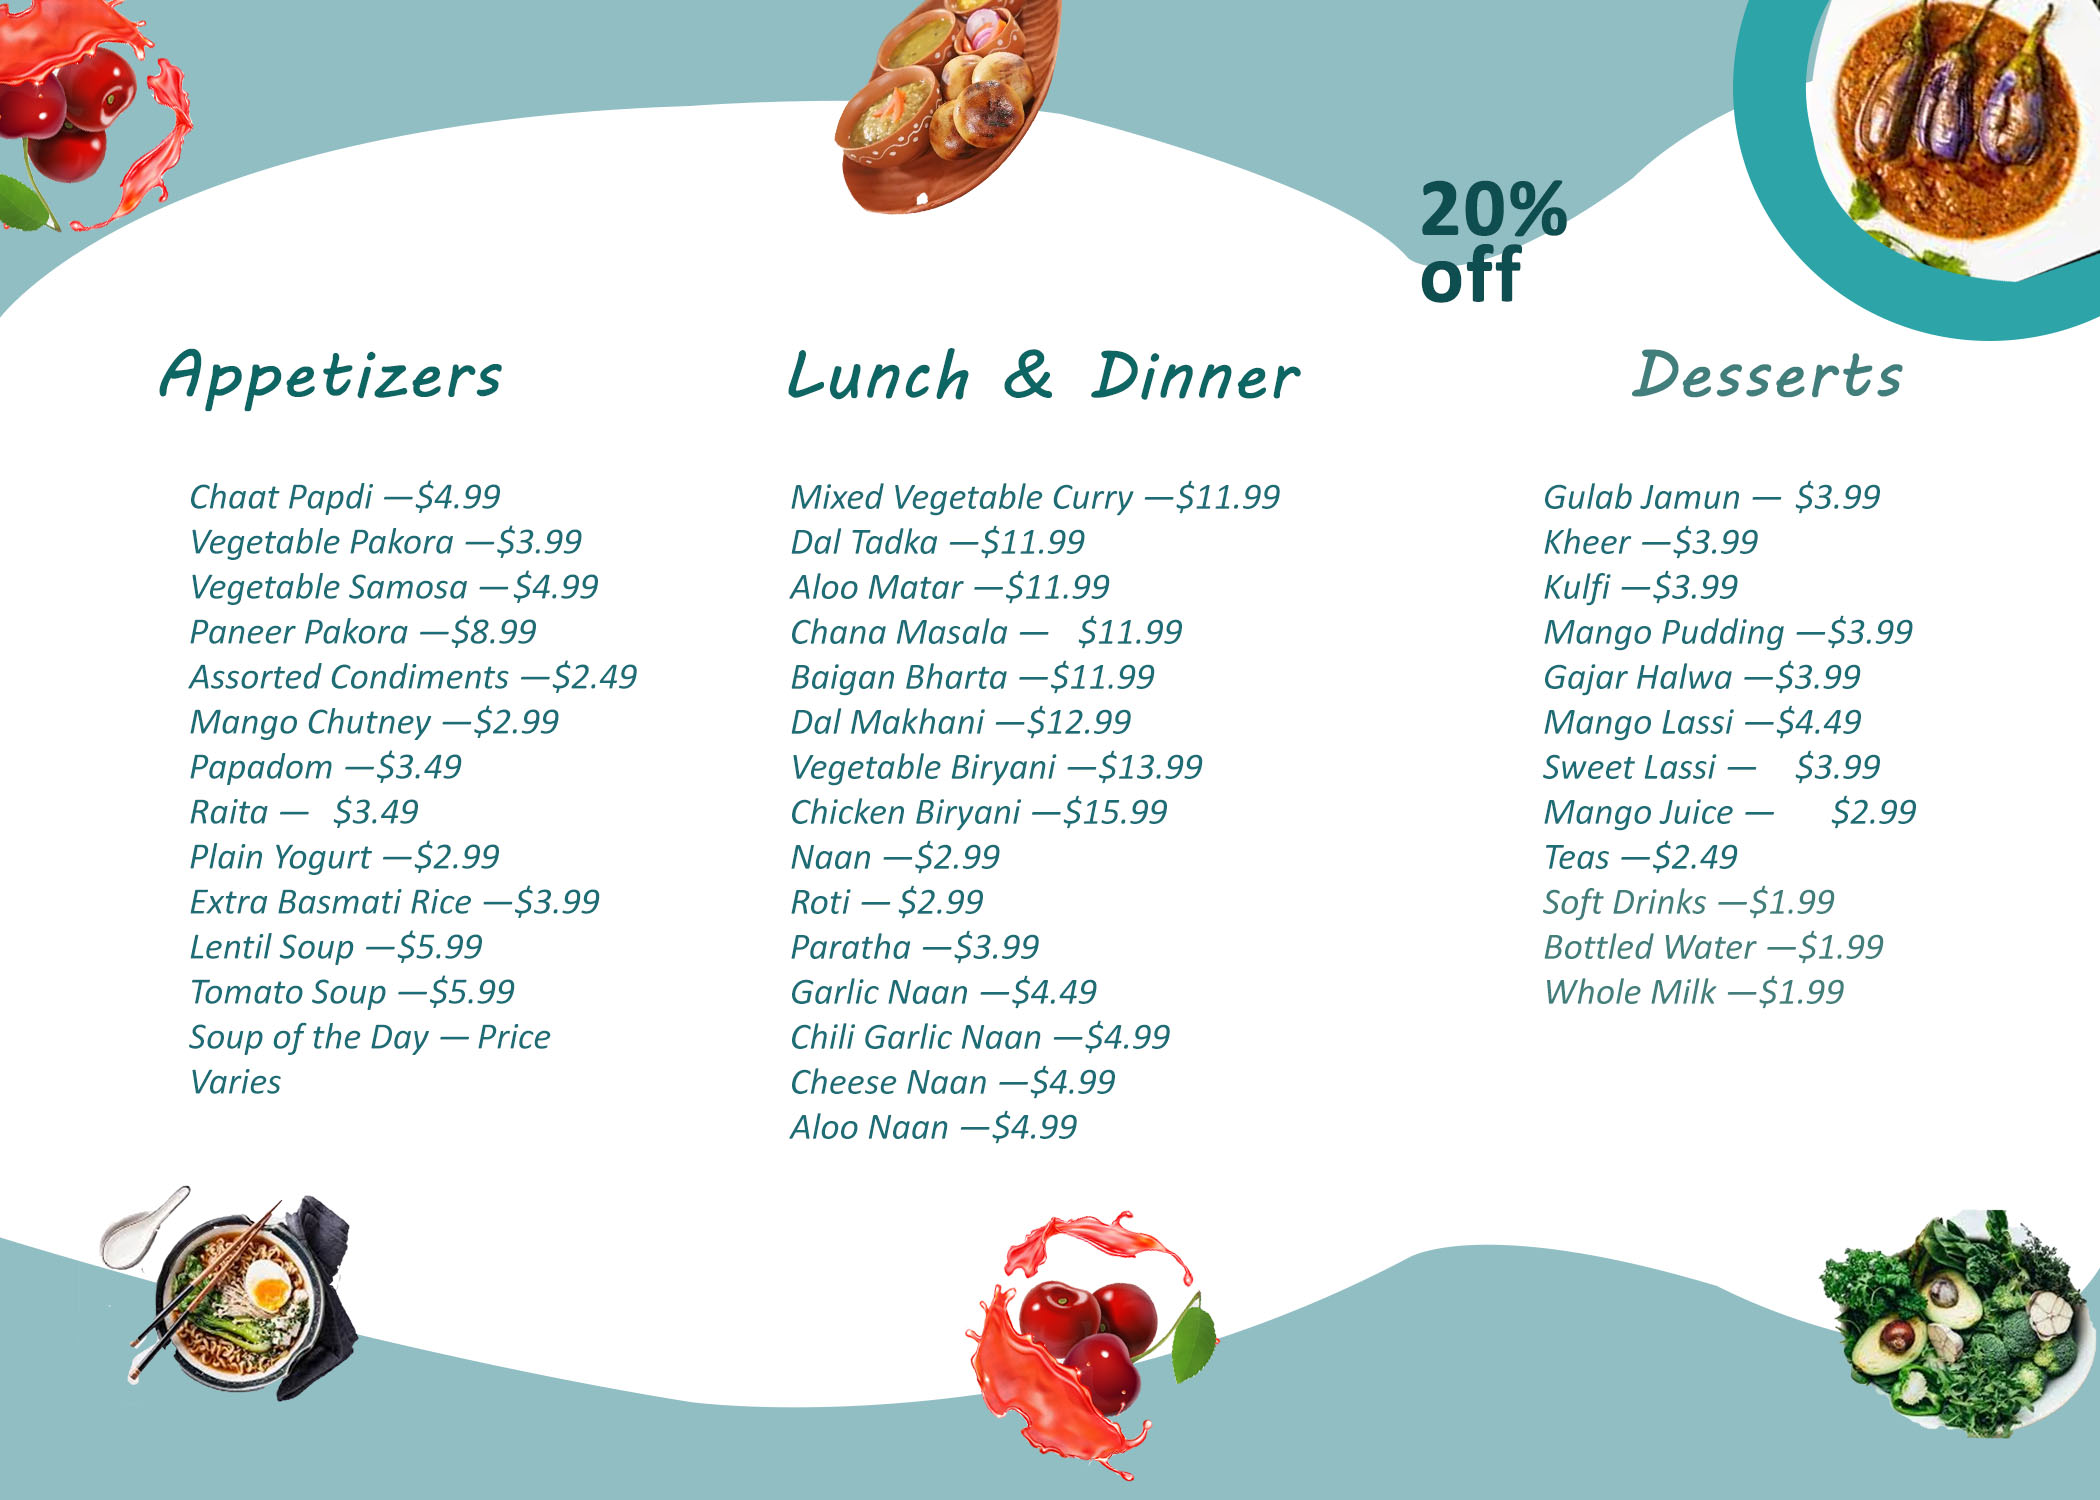 20%
off
Appetizers
Chaat Papdi —$4.99
Vegetable Pakora —$3.99
Vegetable Samosa —$4.99
Paneer Pakora —$8.99
Assorted Condiments —$2.49
Mango Chutney —$2.99
Papadom —$3.49
Raita — $3.49
Plain Yogurt —$2.99
Extra Basmati Rice —$3.99
Lentil Soup —$5.99
Tomato Soup —$5.99
Soup of the Day — Price
Varies
Lunch & Dinner
Mixed Vegetable Curry —$11.99
Dal Tadka —$11.99
Aloo Matar —$11.99
Chana Masala — $11.99
Baigan Bharta —$11.99
Dal Makhani —$12.99
Vegetable Biryani —$13.99
Chicken Biryani —$15.99
Naan —$2.99
Roti — $2.99
Paratha —$3.99
Garlic Naan —$4.49
Chili Garlic Naan —$4.99
Cheese Naan —$4.99
Aloo Naan —$4.99
Desserts
Gulab Jamun — $3.99
Kheer —$3.99
Kulfi —$3.99
Mango Pudding —$3.99
Gajar Halwa —$3.99
Mango Lassi —$4.49
Sweet Lassi — $3.99
Mango Juice — $2.99
Teas —$2.49
Soft Drinks —$1.99
Bottled Water —$1.99
Whole Milk —$1.99